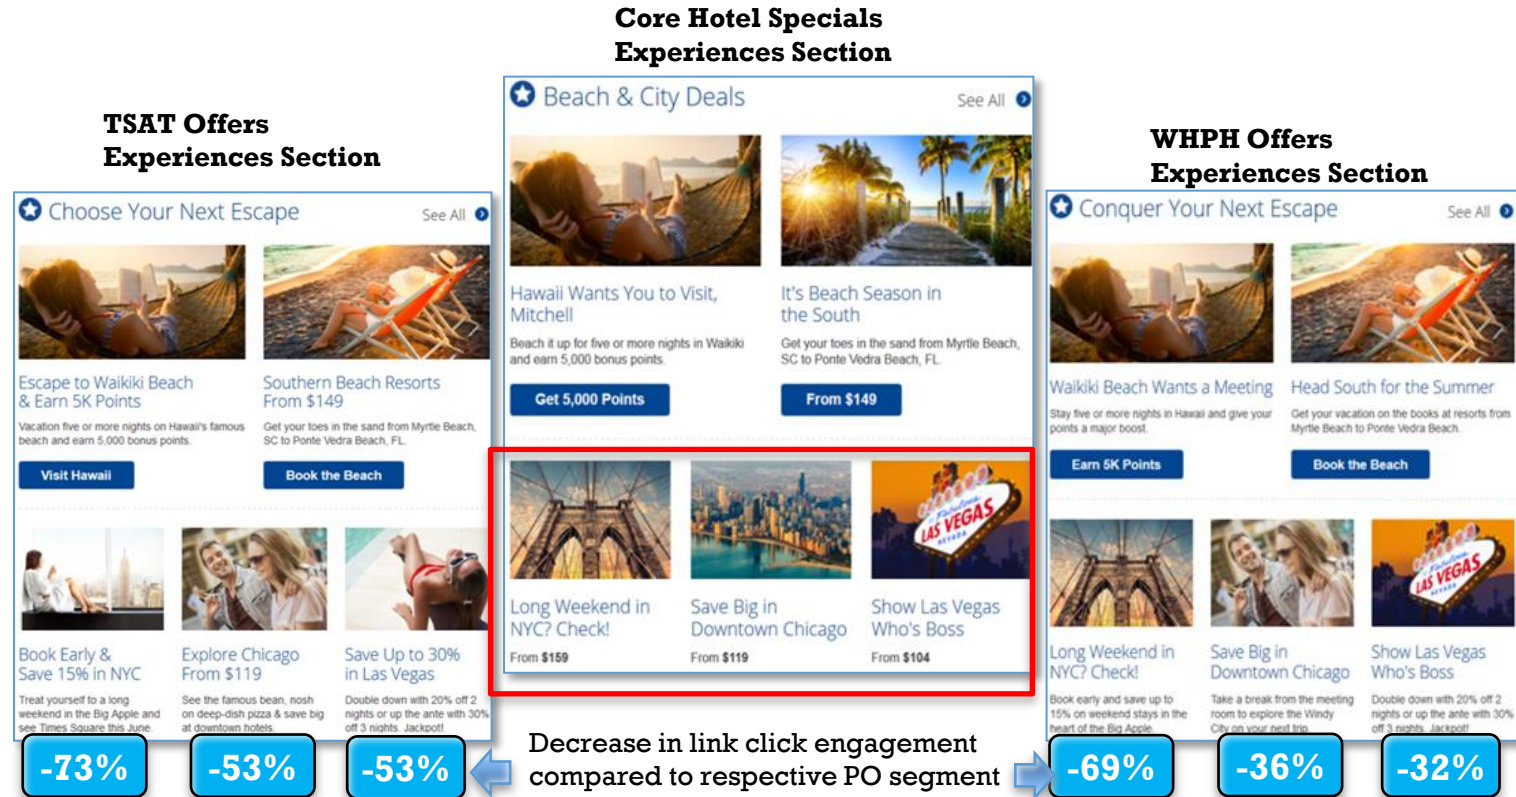 Core Hotel Specials
Experiences Section
TSAT Offers
Experiences Section
WHPH Offers
Experiences Section
Choose Your Next Escape
See All
Escape to Waikiki Beach
& Earn 5K Points
Vacation five or more nights on Hawaii's famous
beach and earn 5,000 bonus points.
Visit Hawaii
Southern Beach Resorts
From $149
Get your toes in the sand from Myrtle Beach,
SC to Ponte Vedra Beach, FL.
Book the Beach
Book Early &
Save 15% in NYC
Treat yourself to a long
weekend in the Big Apple and
see Times Square this June.
Explore Chicago
From $119
See the famous bean, nosh
on deep-dish pizza & save big
at downtown hotels.
Save Up to 30%
in Las Vegas
Double down with 20% off 2
nights or up the ante with 30%
off 3 nights. Jackpot!
-73%
-53%
-53%
Beach & City Deals
See All
Hawaii Wants You to Visit,
Mitchell
Beach it up for five or more nights in Waikiki
and earn 5,000 bonus points.
Get 5,000 Points
It's Beach Season in
the South
Get your toes in the sand from Myrtle Beach,
SC to Ponte Vedra Beach, FL.
From $149
Fabulous
LAS VEGAS
NEVADA
Long Weekend in
NYC? Check!
From $159
Save Big in
Downtown Chicago
From $119
Show Las Vegas
Who's Boss
From $104
Decrease in link click engagement
compared to respective PO segment
Conquer Your Next Escape
See All
Waikiki Beach Wants a Meeting
Stay five or more nights in Hawaii and give your
points a major boost.
Earn 5K Points
Head South for the Summer
Get your vacation on the books at resorts from
Myrtle Beach to Ponte Vedra Beach.
Book the Beach
Fabulous
LAS VEGAS
NEVADA
Long Weekend in
NYC? Check!
Book early and save up to
15% on weekend stays in the
heart of the Big Apple.
Save Big in
Downtown Chicago
Take a break from the meeting
room to explore the Windy
City on your next trip.
Show Las Vegas
Who's Boss
Double down with 20% off 2
nights or up the ante with 30%
off 3 nights. Jackpot!
-69%
-36%
-32%